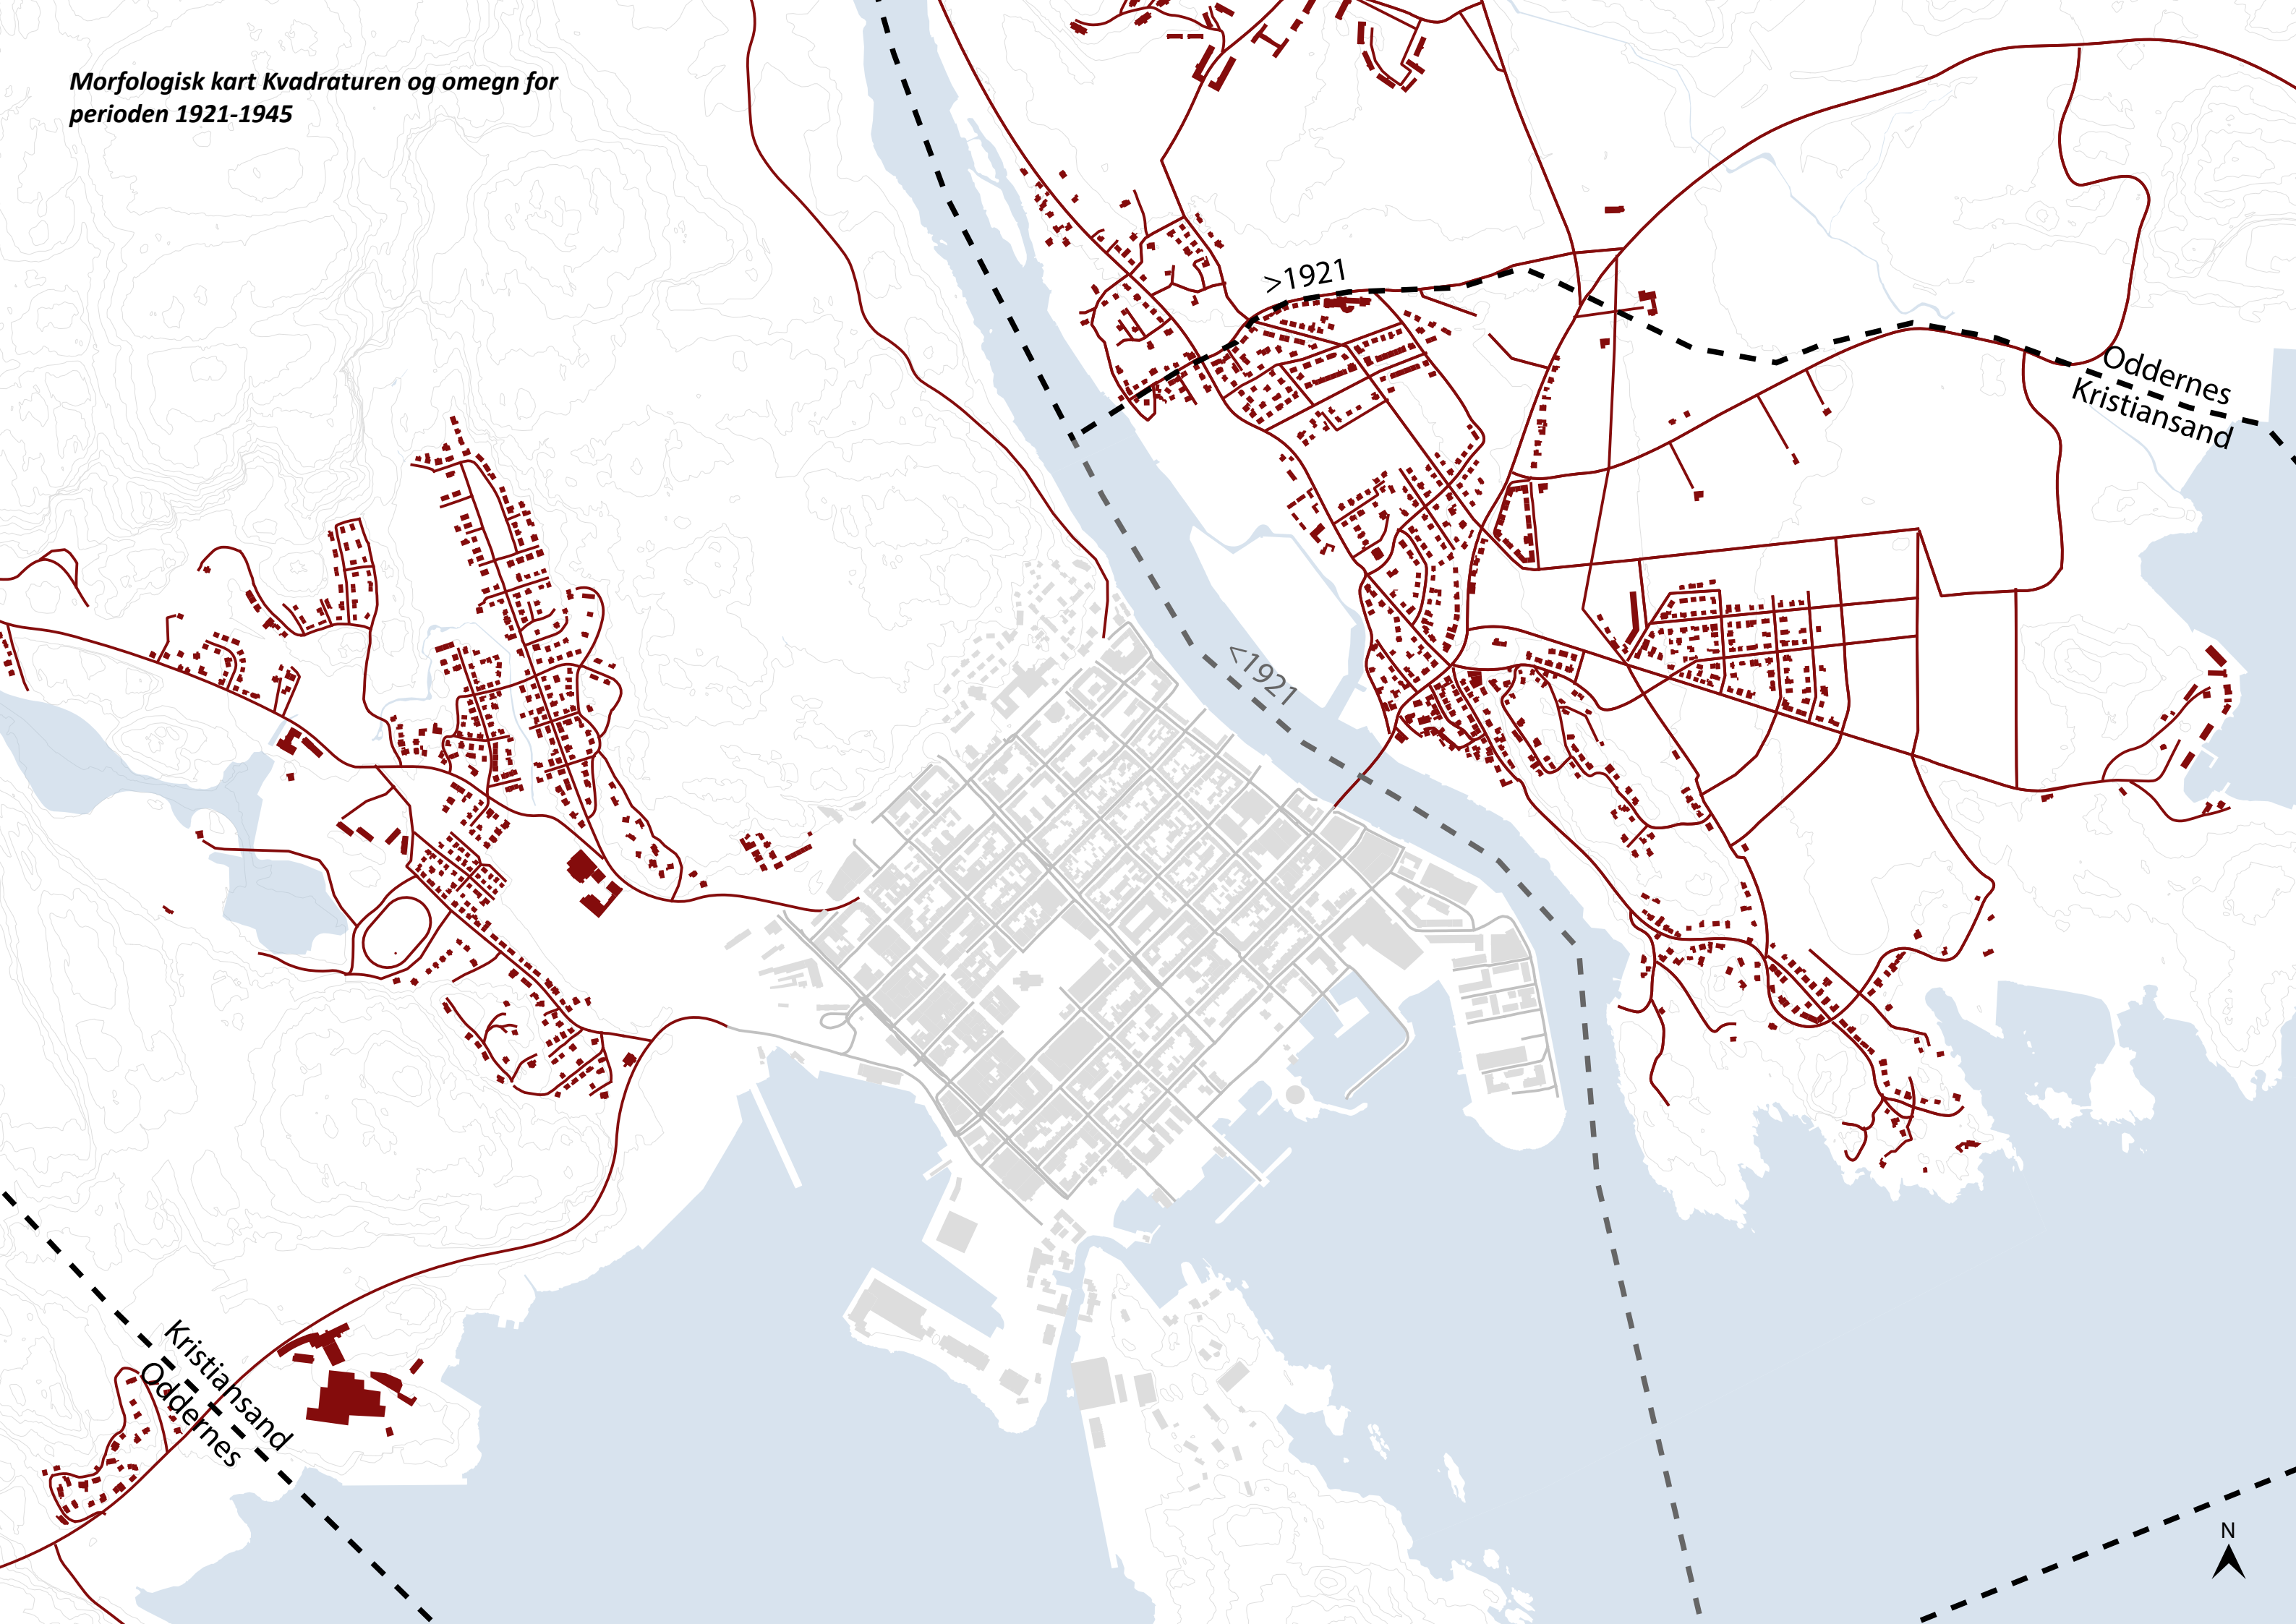 Morfologisk kart Kvadraturen og omegn for
perioden 1921-1945
>1921
Oddernes
Kristiansand
<1921
Kristiansand
Oddernes
N